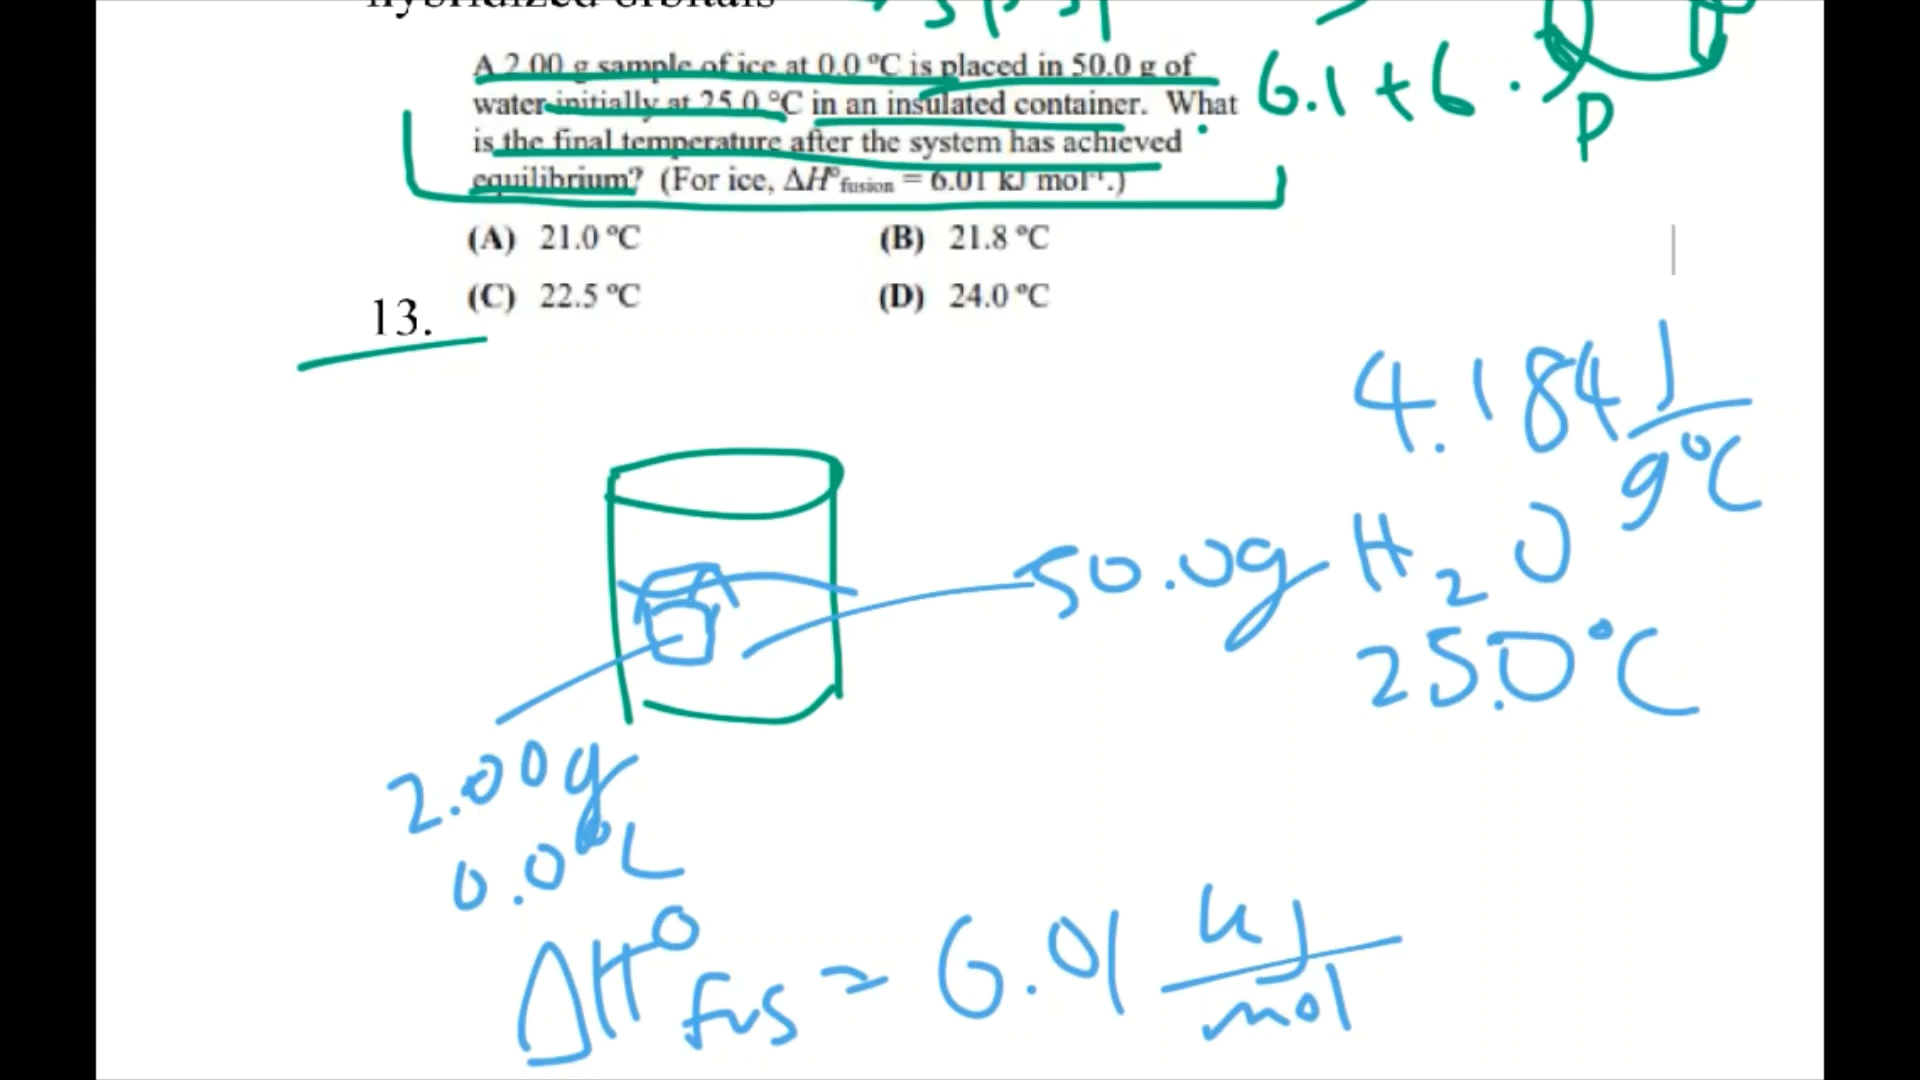 hybridized orbitals
A 2.00 g sample of ice at 0.0 °C is placed in 50.0 g of
water initially at 25.0 °C in an insulated container. What
is the final temperature after the system has achieved
equilibrium? (For ice, ΔH°fusion = 6.01 kJ mol⁻¹.)
6.1 + 6.
P
(A) 21.0 °C
(B) 21.8 °C
(C) 22.5 °C
(D) 24.0 °C
13.
4.184 J
g°C
50.0g H2O
25.0°C
2.00g
0.0°C
ΔH°fus = 6.01 kJ
mol